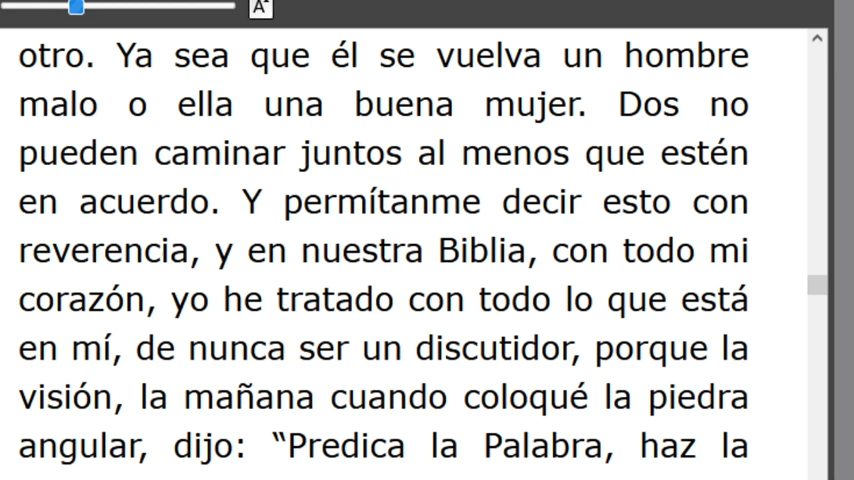 A
otro. Ya sea que él se vuelva un hombre
malo o ella una buena mujer. Dos no
pueden caminar juntos al menos que estén
en acuerdo. Y permítanme decir esto con
reverencia, y en nuestra Biblia, con todo mi
corazón, yo he tratado con todo lo que está
en mí, de nunca ser un discutidor, porque la
visión, la mañana cuando coloqué la piedra
angular, dijo: “Predica la Palabra, haz la